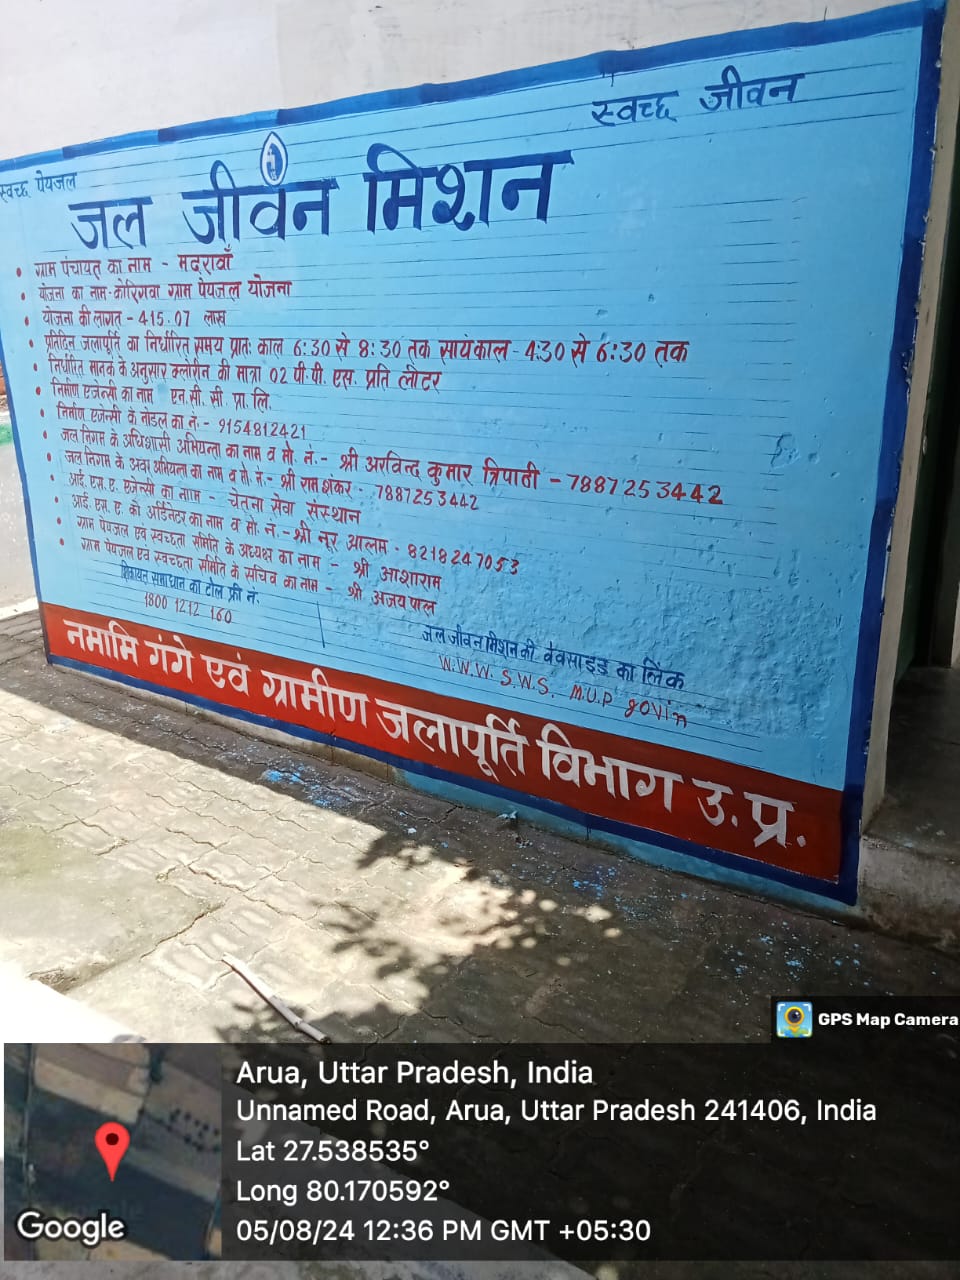 स्वच्छ जीवन
स्वच्छ पेयजल
जल जीवन मिशन
• ग्राम पंचायत का नाम - मदरावाँ
• योजना का नाम-कोरिगवा ग्राम पेयजल योजना
• योजना की लागत - 415.07 लाख
• प्रतिदिन जलापूर्ति का निर्धारित समय प्रातः काल 6:30 से 8:30 तक सायंकाल - 4:30 से 6:30 तक
• निर्धारित मानक के अनुसार क्लोरीन की मात्रा 02 पी.पी. एस. प्रति लीटर
• निर्माण एजेन्सी का नाम एन.सी.सी. प्रा.लि.
• निर्माण एजेन्सी के नोडल का नं.- 9154812421
• जल निगम के अधिशासी अभियन्ता का नाम व मो. नं.- श्री अरविन्द कुमार त्रिपाठी - 7887253442
• जल निगम के अवर अभियन्ता का नाम व मो. नं.- श्री राम शंकर - 7887253442
• आई. एस. ए. एजेन्सी का नाम - चेतना सेवा संस्थान
• आई. एस. ए. को आर्डिनेटर का नाम व मो. नं.-श्री नूर आलम - 8218247053
• ग्राम पेयजल एवं स्वच्छता समिति के अध्यक्ष का नाम - श्री आशाराम
• ग्राम पेयजल एवं स्वच्छता समिति के सचिव का नाम - श्री अजय पाल
शिकायत समाधान का टोल फ्री नं.
1800 1212 160
जल जीवन मिशन की वेवसाइड का लिंक
W.W.W. S.W.S. M.U.P govin
नमामि गंगे एवं ग्रामीण जलापूर्ति विभाग उ.प्र.
GPS Map Camera
Arua, Uttar Pradesh, India
Unnamed Road, Arua, Uttar Pradesh 241406, India
Lat 27.538535°
Long 80.170592°
05/08/24 12:36 PM GMT +05:30
Google